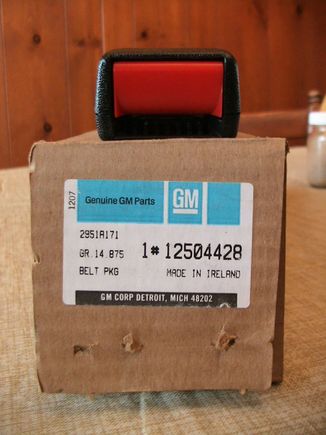 1207
Genuine GM Parts GM
2951A171
GR.14.875 1# 12504428
BELT PKG MADE IN IRELAND
GM CORP DETROIT, MICH 48202